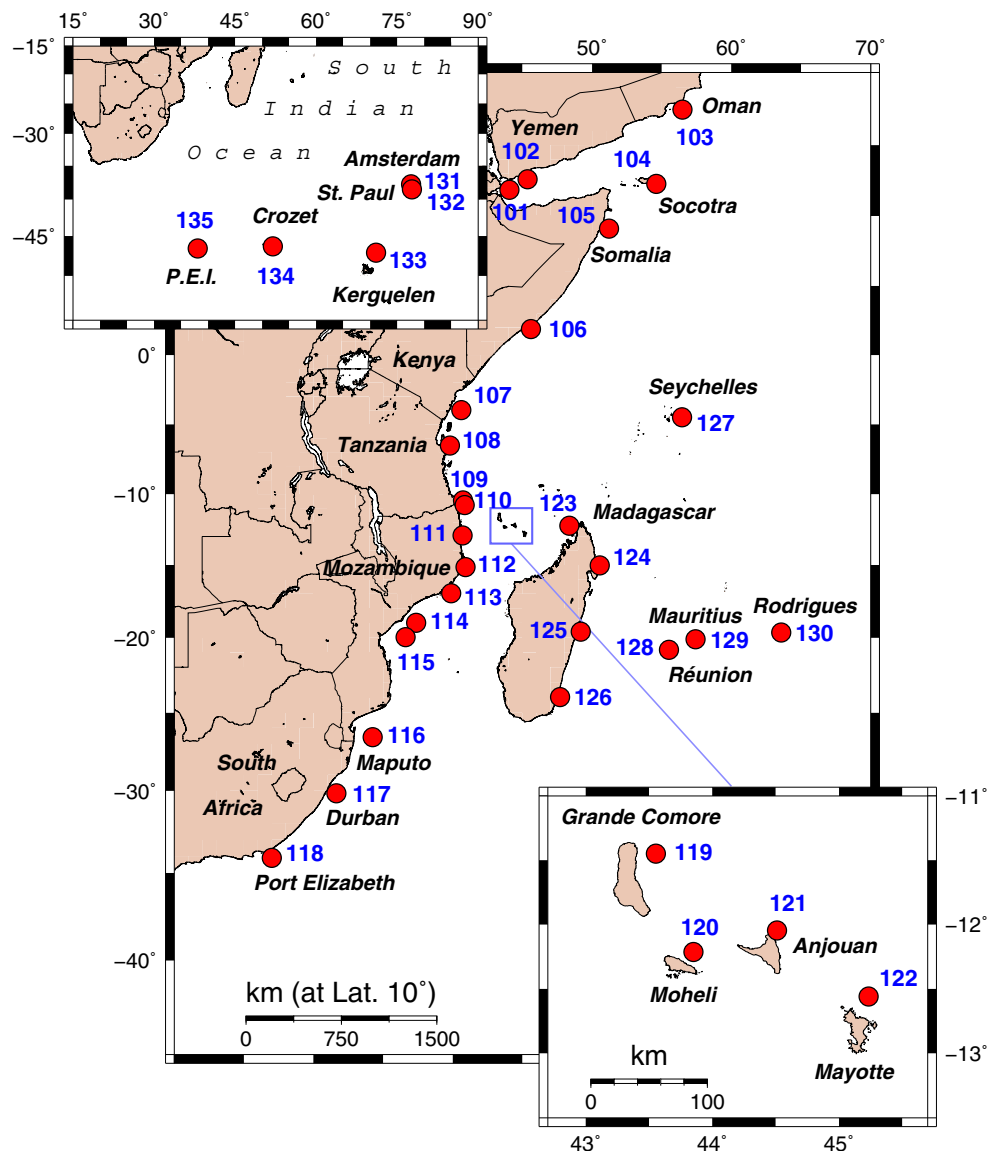 15° 30° 45° 60° 75° 90°
50° 60° 70°
−15°
−30°
−45°
South
Indian
Ocean
Amsterdam
131
St. Paul
132
Crozet
135
134
133
P.E.I.
Kerguelen
Oman
Yemen
103
102
104
101
105
Socotra
Somalia
106
0°
Kenya
107
Seychelles
127
Tanzania
108
109
−10°
110
123
Madagascar
111
Mozambique
112
124
113
114
Mauritius
Rodrigues
−20°
125
115
128
129
130
Réunion
126
116
South
Maputo
−30°
117
Africa
Durban
118
Port Elizabeth
−40°
km (at Lat. 10°)
0 750 1500
−11°
Grande Comore
119
121
−12°
120
Anjouan
122
Moheli
−13°
km
Mayotte
0 100
43° 44° 45°